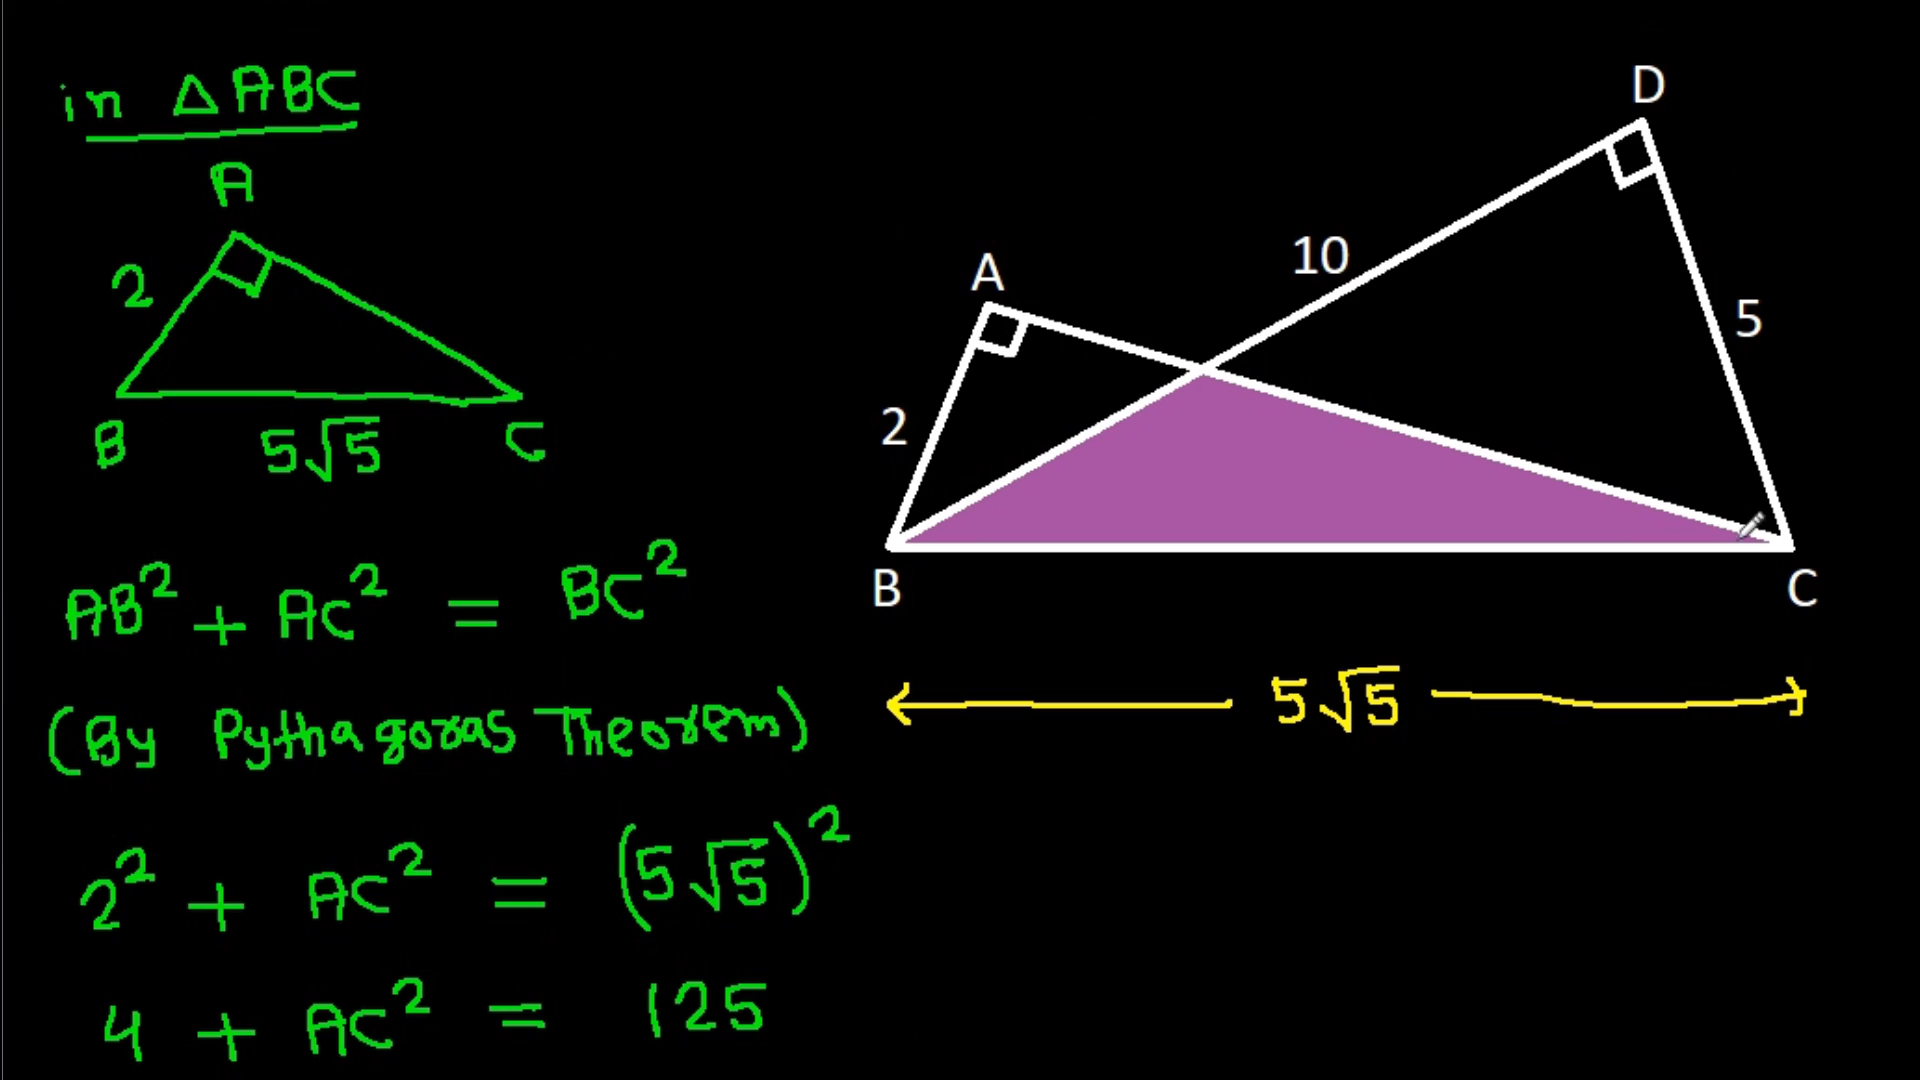 in △ ABC
A
2
B 5√5 C
AB² + AC² = BC²
(By Pythagoras Theorem)
2² + AC² = (5√5)²
4 + AC² = 125
D
10
A
5
2
B C
5√5